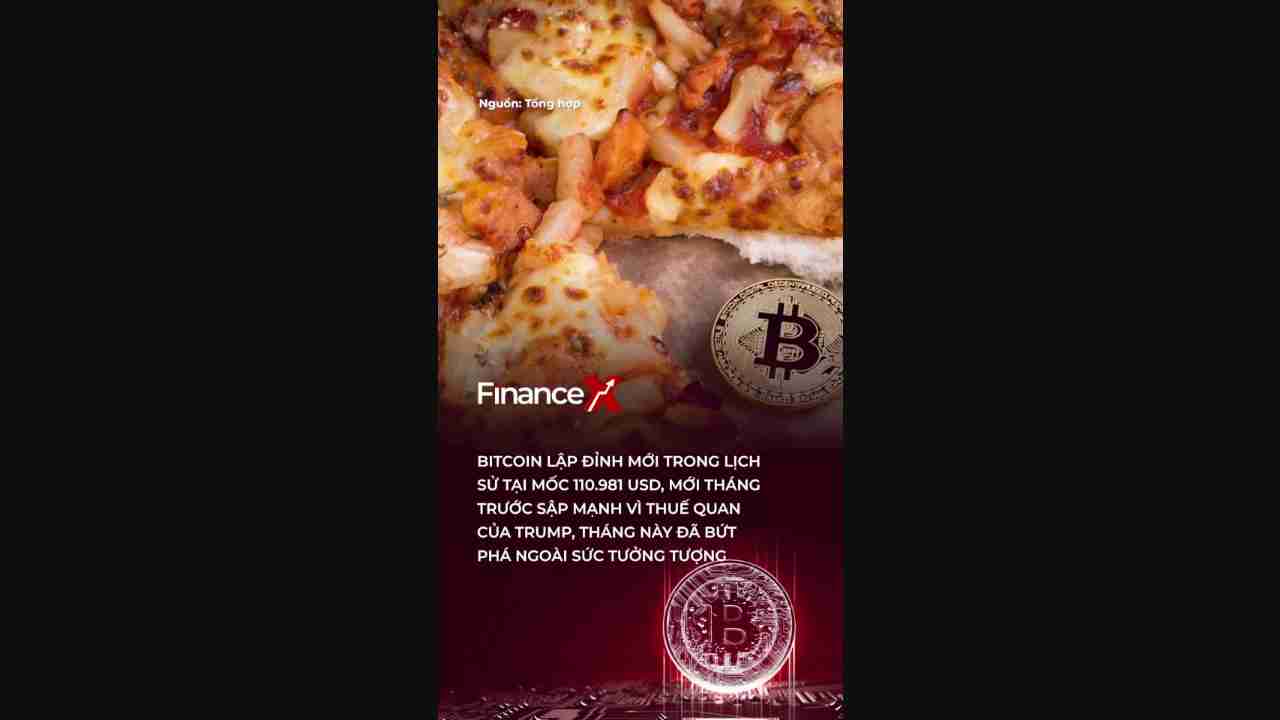 Nguồn: Tổng hợp
FinanceX
BITCOIN LẬP ĐỈNH MỚI TRONG LỊCH
SỬ TẠI MỐC 110.981 USD, MỚI THÁNG
TRƯỚC SẬP MẠNH VÌ THUẾ QUAN
CỦA TRUMP, THÁNG NÀY ĐÃ BỨT
PHÁ NGOÀI SỨC TƯỞNG TƯỢNG